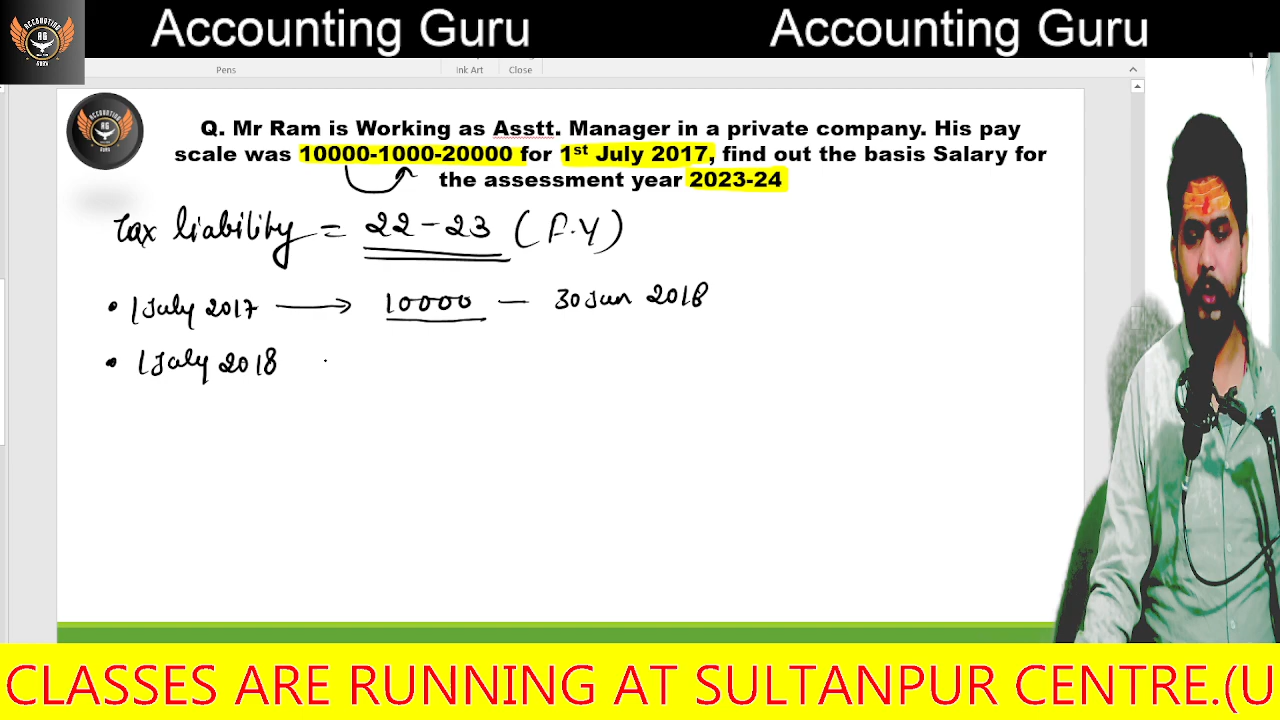 Accounting Guru Accounting Guru
ACCOUNTING
AG
GURU
Pens Ink Art Close
Q. Mr Ram is Working as Asstt. Manager in a private company. His pay
scale was 10000-1000-20000 for 1st July 2017, find out the basis Salary for
the assessment year 2023-24
Tax liability = 22-23 (F.Y)
• 1 July 2017 → 10000 — 30 Jun 2018
• 1 July 2018
CLASSES ARE RUNNING AT SULTANPUR CENTRE.(U